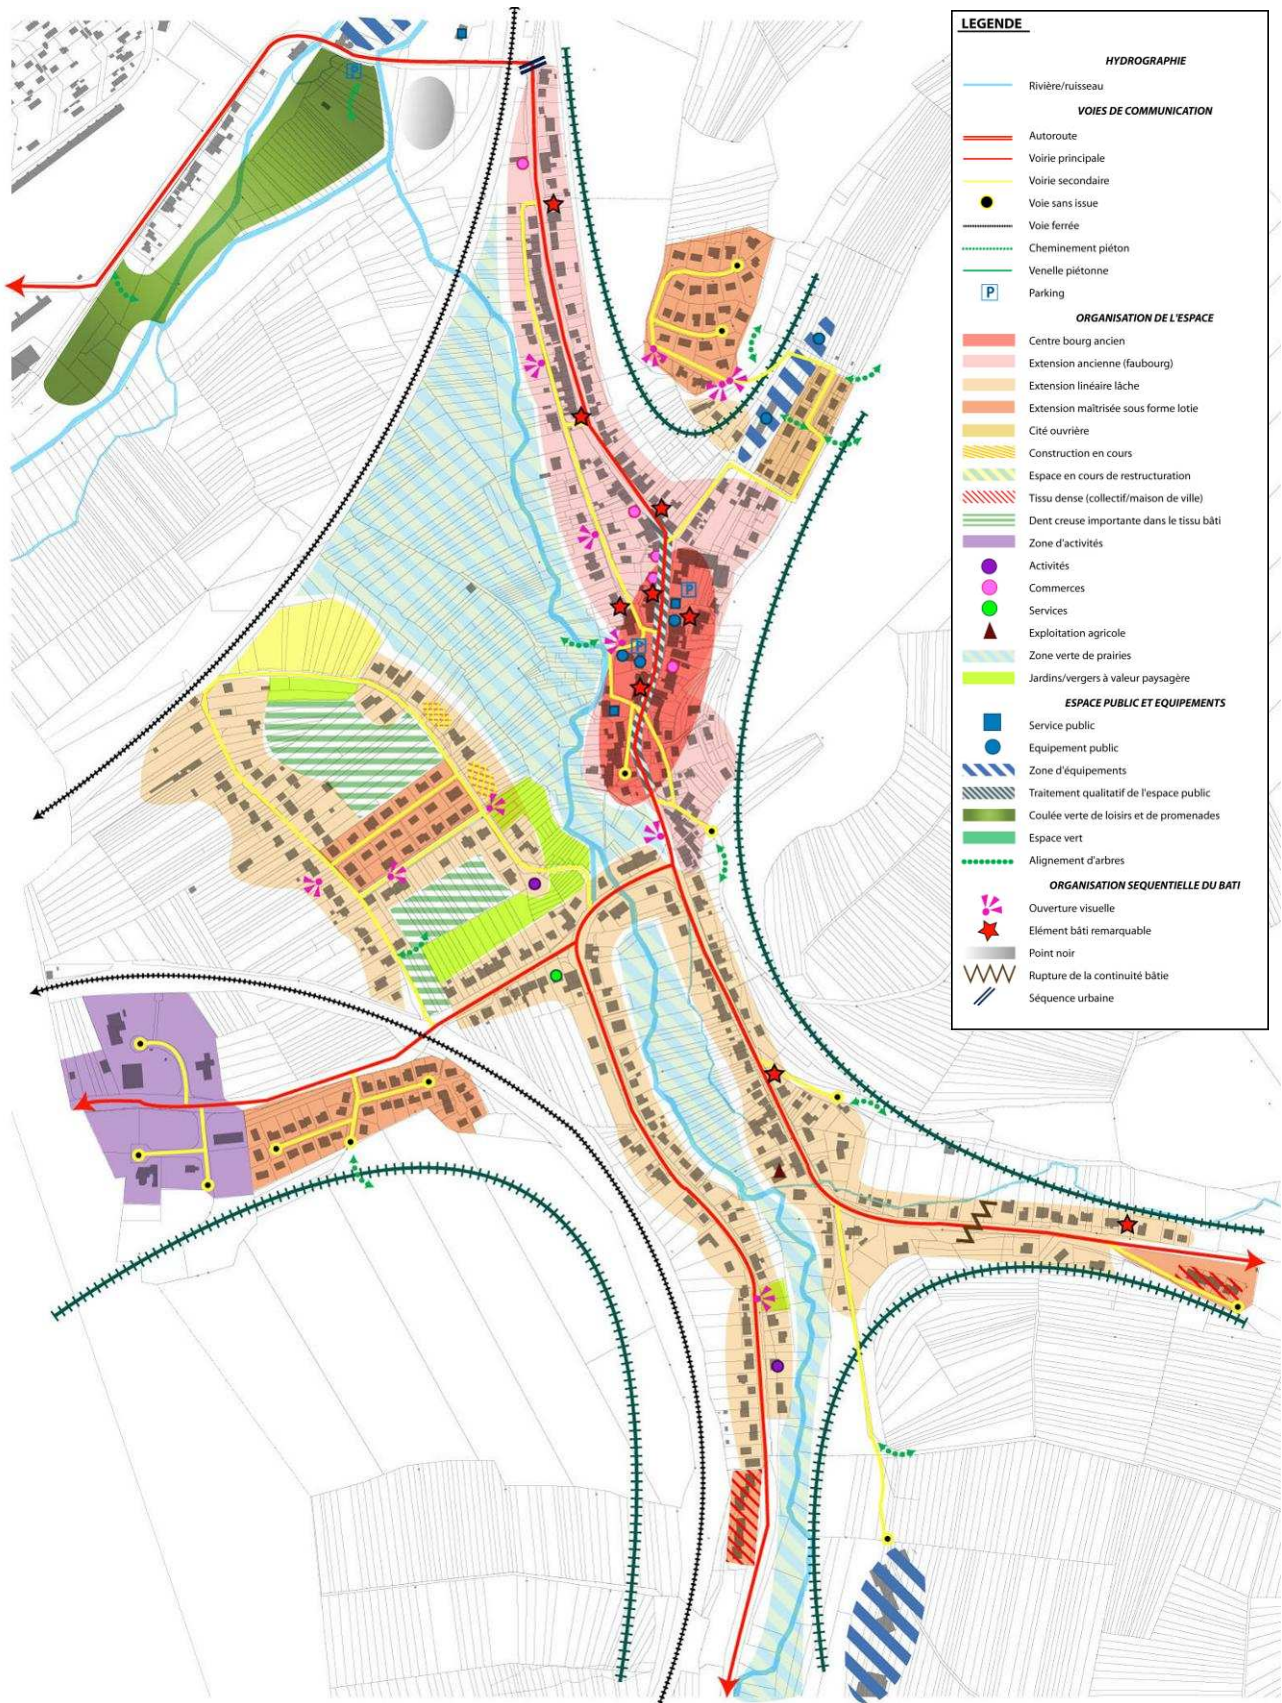 LEGENDE
HYDROGRAPHIE
Rivière/ruisseau
VOIES DE COMMUNICATION
Autoroute
Voirie principale
Voirie secondaire
Voie sans issue
Voie ferrée
Cheminement piéton
Venelle piétonne
P Parking
ORGANISATION DE L'ESPACE
Centre bourg ancien
Extension ancienne (faubourg)
Extension linéaire lâche
Extension maîtrisée sous forme lotie
Cité ouvrière
Construction en cours
Espace en cours de restructuration
Tissu dense (collectif/maison de ville)
Dent creuse importante dans le tissu bâti
Zone d'activités
Activités
Commerces
Services
Exploitation agricole
Zone verte de prairies
Jardins/vergers à valeur paysagère
ESPACE PUBLIC ET EQUIPEMENTS
Service public
Equipement public
Zone d'équipements
Traitement qualitatif de l'espace public
Coulée verte de loisirs et de promenades
Espace vert
Alignement d'arbres
ORGANISATION SEQUENTIELLE DU BATI
Ouverture visuelle
Elément bâti remarquable
Point noir
Rupture de la continuité bâtie
Séquence urbaine
P
P
P